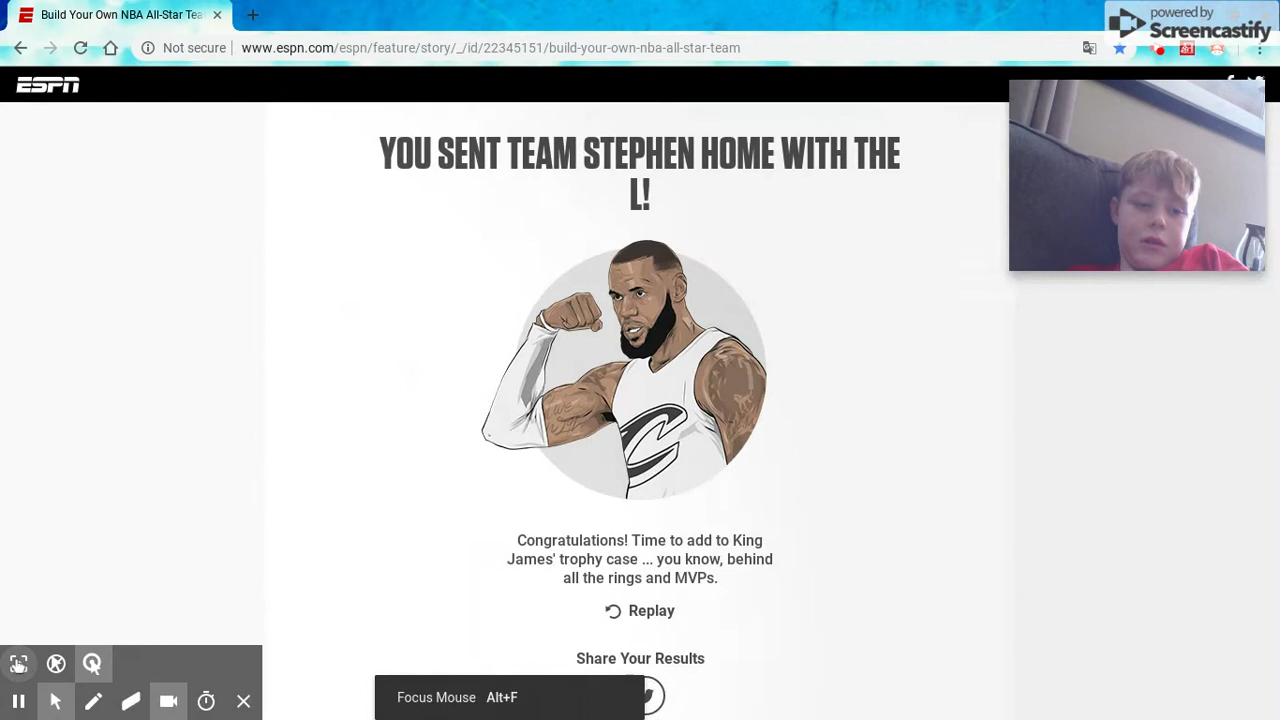 powered by
Screencastify
Build Your Own NBA All-Star Tea
Not secure
www.espn.com/espn/feature/story/_/id/22345151/build-your-own-nba-all-star-team
ESPN
YOU SENT TEAM STEPHEN HOME WITH THE
L!
Congratulations! Time to add to King
James' trophy case ... you know, behind
all the rings and MVPs.
Replay
Share Your Results
Focus Mouse Alt+F